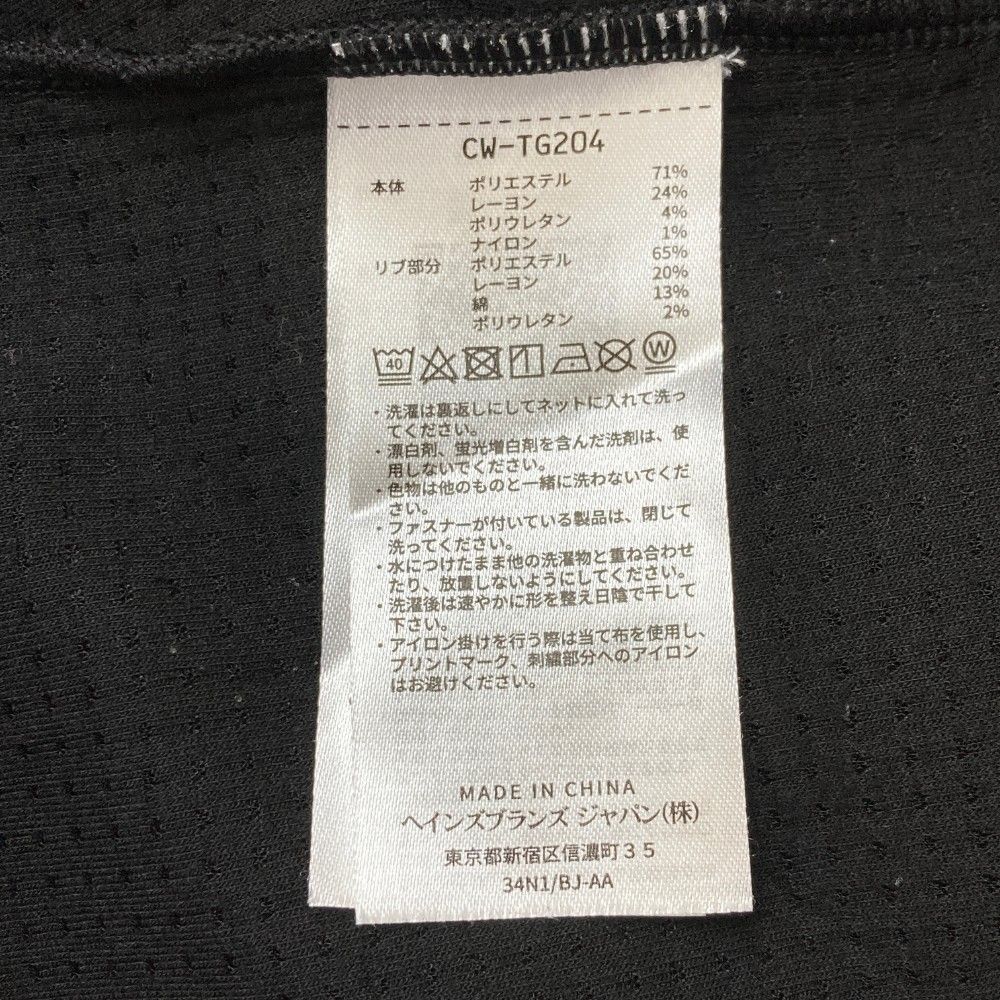 CW-TG204
本体 ポリエステル 71%
レーヨン 24%
ポリウレタン 4%
ナイロン 1%
リブ部分 ポリエステル 65%
レーヨン 20%
綿 13%
ポリウレタン 2%
40 W
・洗濯は裏返しにしてネットに入れて洗っ
てください。
・漂白剤、蛍光増白剤を含んだ洗剤は、使
用しないでください。
・色物は他のものと一緒に洗わないでくだ
さい。
・ファスナーが付いている製品は、閉じて
洗ってください。
・水につけたまま他の洗濯物と重ね合わせ
たり、放置しないようにしてください。
・洗濯後は速やかに形を整え日陰で干して
下さい。
・アイロン掛けを行う際は当て布を使用し、
プリントマーク、刺繍部分へのアイロン
はお避けください。
MADE IN CHINA
ヘインズブランズ ジャパン(株)
東京都新宿区信濃町35
34N1/BJ-AA